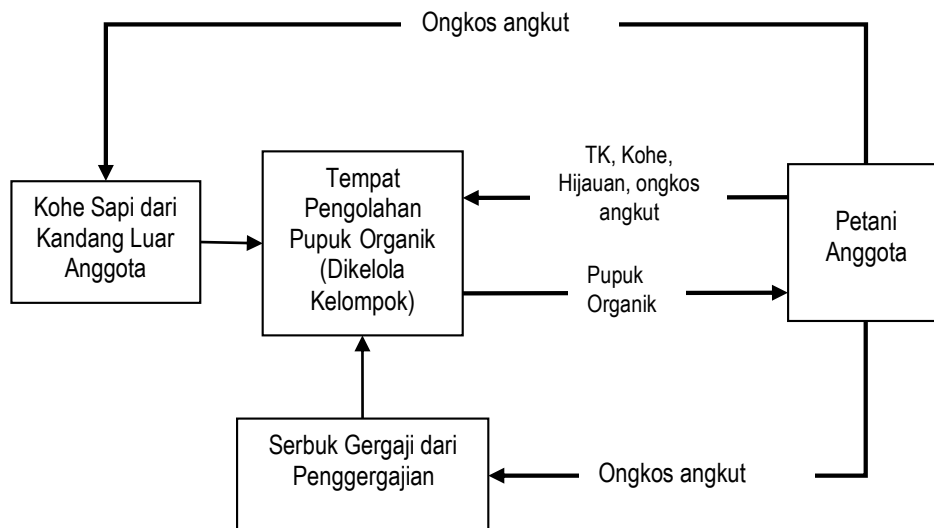 Ongkos angkut
Kohe Sapi dari
Kandang Luar
Anggota
Tempat
Pengolahan
Pupuk Organik
(Dikelola
Kelompok)
TK, Kohe,
Hijauan, ongkos
angkut
Petani
Anggota
Pupuk
Organik
Serbuk Gergaji dari
Penggergajian
Ongkos angkut